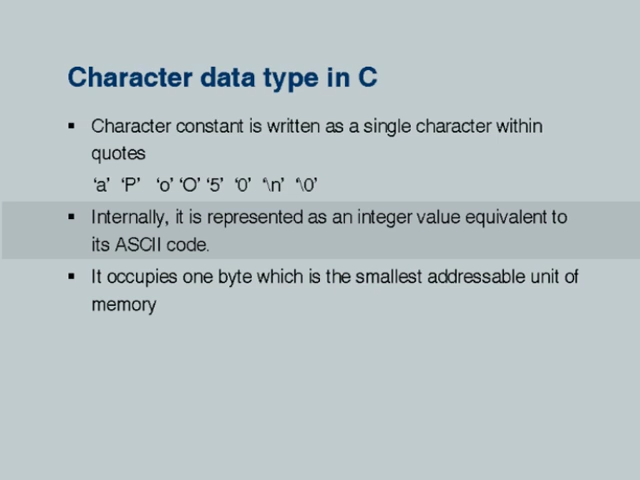 Character data type in C
▪ Character constant is written as a single character within
quotes
‘a’ ‘P’ ‘o’ ‘O’ ‘5’ ‘0’ ‘\n’ ‘\0’
▪ Internally, it is represented as an integer value equivalent to
its ASCII code.
▪ It occupies one byte which is the smallest addressable unit of
memory